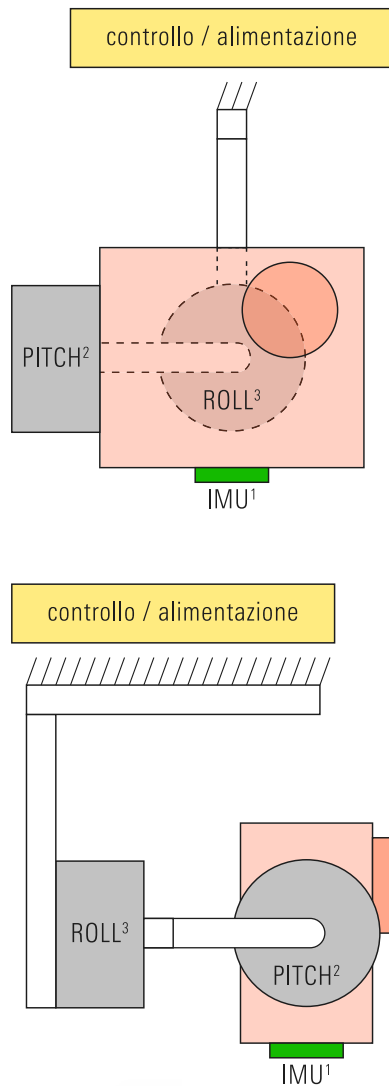 controllo / alimentazione
PITCH²
ROLL³
IMU¹
controllo / alimentazione
ROLL³
PITCH²
IMU¹